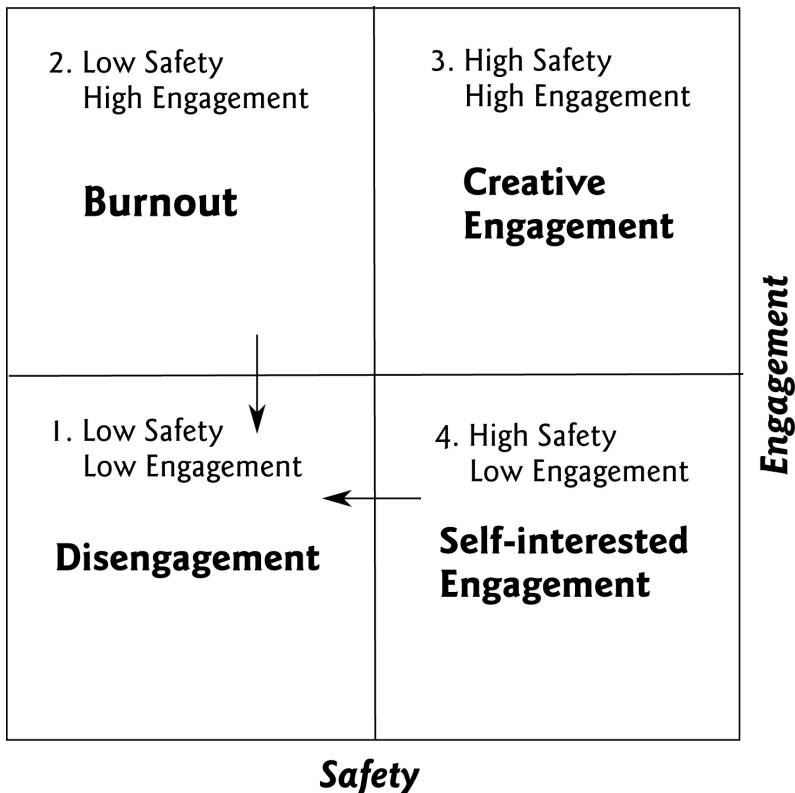 2. Low Safety
High Engagement
Burnout
3. High Safety
High Engagement
Creative
Engagement
1. Low Safety
Low Engagement
Disengagement
4. High Safety
Low Engagement
Self-interested
Engagement
Engagement
Safety